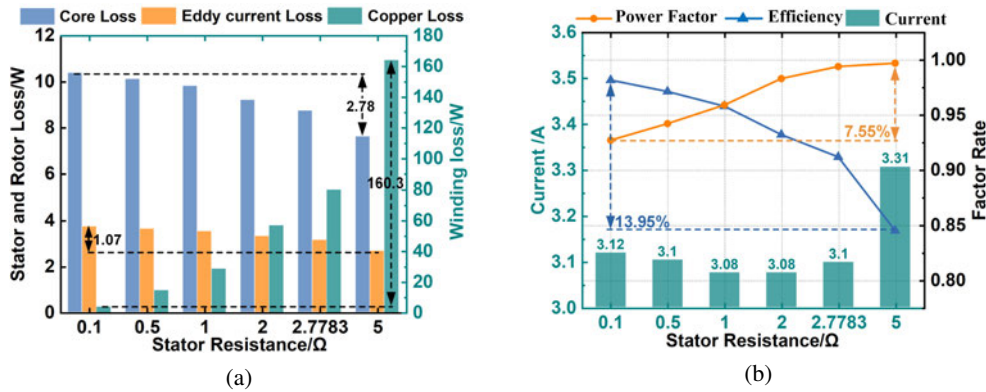 Core Loss Eddy current Loss Copper Loss
12
10
8
6
4
2
0
Stator and Rotor Loss/W
180
160
140
120
100
80
60
40
20
0
Winding loss/W
2.78
160.3
1.07
0.1 0.5 1 2 2.7783 5
Stator Resistance/Ω
(a)
Power Factor Efficiency Current
3.6
3.5
3.4
3.3
3.2
3.1
3.0
Current /A
1.00
0.95
0.90
0.85
0.80
Factor Rate
7.55%
13.95%
3.12 3.1 3.08 3.08 3.1 3.31
0.1 0.5 1 2 2.7783 5
Stator Resistance/Ω
(b)